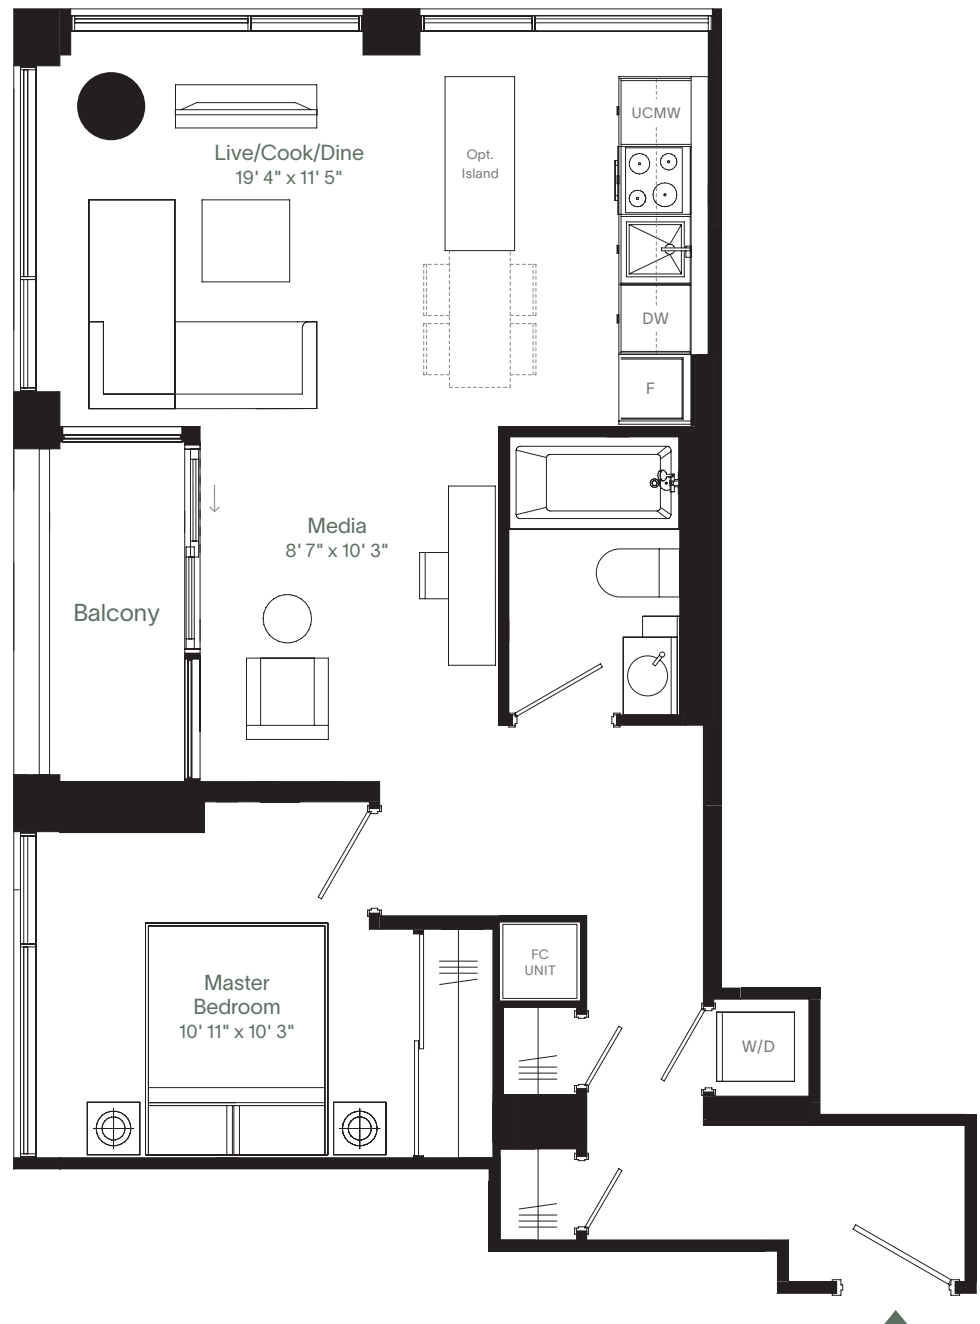 UCMW
Live/Cook/Dine
19' 4" x 11' 5"
Opt.
Island
DW
F
Media
8' 7" x 10' 3"
Balcony
FC
UNIT
Master
Bedroom
10' 11" x 10' 3"
W/D